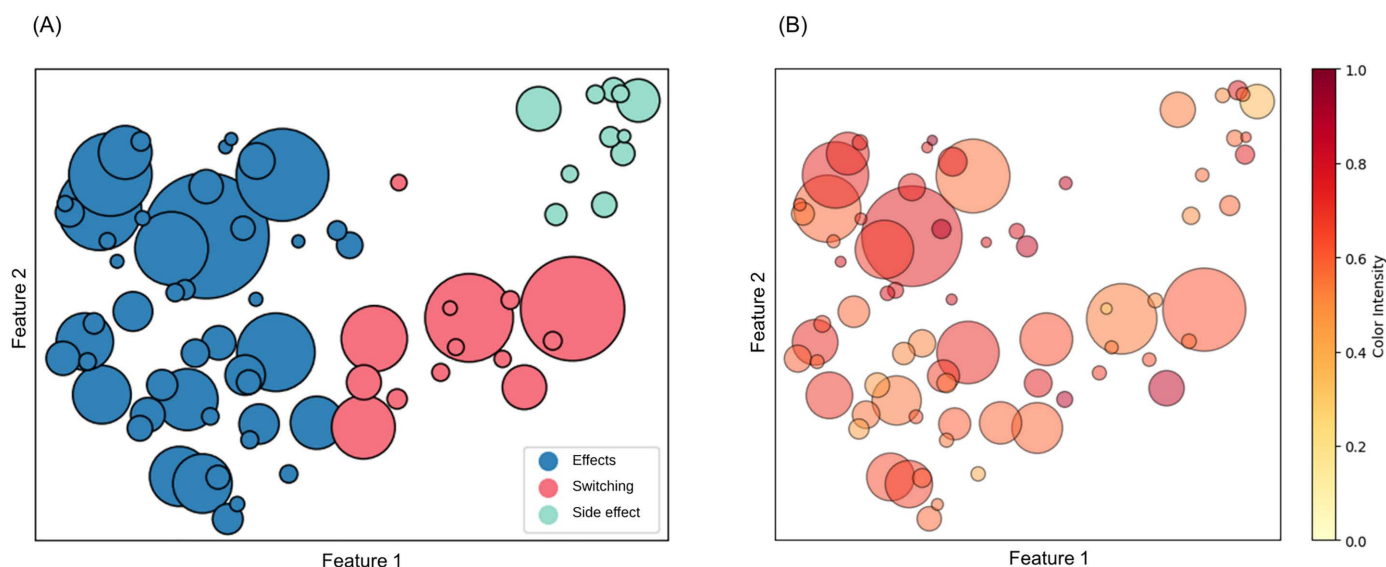 (A)
Feature 2
Feature 1
Effects
Switching
Side effect
(B)
Feature 2
Feature 1
1.0
0.8
0.6
0.4
0.2
0.0
Color Intensity